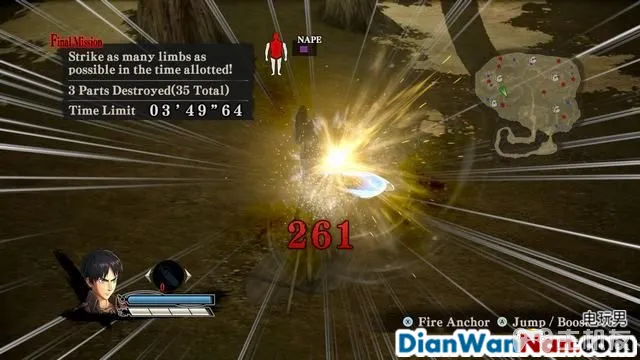 Final Mission
Strike as many limbs as
possible in the time allotted!
3 Parts Destroyed(35 Total)
Time Limit 03'49"64
NAPE
261
Fire Anchor
Jump / Boost
电玩男
DianWanNan.com